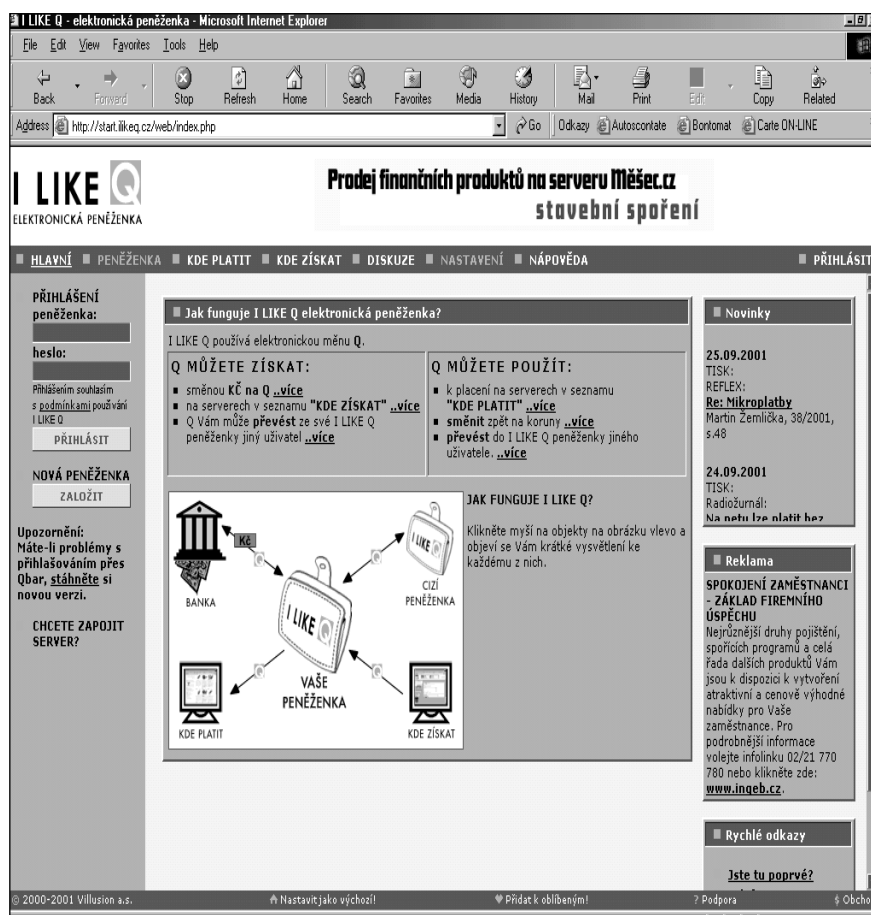 I LIKE Q - elektronická peněženka - Microsoft Internet Explorer
File Edit View Favorites Tools Help
Back Forward Stop Refresh Home Search Favorites Media History Mail Print Edit Copy Related
Address http://start.ilikeq.cz/web/index.php Go Odkazy Autoscontate Bontomat Carte ON-LINE
I LIKE Q
ELEKTRONICKÁ PENĚŽENKA
Prodej finančních produktů na serveru Měšec.cz
stavební spoření
HLAVNÍ PENĚŽENKA KDE PLATIT KDE ZÍSKAT DISKUZE NASTAVENÍ NÁPOVĚDA PŘIHLÁSIT
PŘIHLÁŠENÍ
peněženka:
heslo:
Přihlášením souhlasím
s podmínkami používání
I LIKE Q
PŘIHLÁSIT
NOVÁ PENĚŽENKA
ZALOŽIT
Upozornění:
Máte-li problémy s
přihlašováním přes
Qbar, stáhněte si
novou verzi.
CHCETE ZAPOJIT
SERVER?
Jak funguje I LIKE Q elektronická peněženka?
I LIKE Q používá elektronickou měnu Q.
Q MŮŽETE ZÍSKAT:
směnou KČ na Q ..více
na serverech v seznamu "KDE ZÍSKAT" ..více
Q Vám může převést ze své I LIKE Q
peněženky jiný uživatel ..více
Q MŮŽETE POUŽÍT:
k placení na serverech v seznamu
"KDE PLATIT" ..více
směnit zpět na koruny ..více
převést do I LIKE Q peněženky jiného
uživatele. ..více
Kč
I LIKE Q
BANKA
CIZÍ
PENĚŽENKA
I LIKE Q
VAŠE
PENĚŽENKA
KDE PLATIT
KDE ZÍSKAT
JAK FUNGUJE I LIKE Q?
Klikněte myší na objekty na obrázku vlevo a
objeví se Vám krátké vysvětlení ke
každému z nich.
Novinky
25.09.2001
TISK:
REFLEX:
Re: Mikroplatby
Martin Žemlička, 38/2001,
s.48
24.09.2001
TISK:
Radiožurnál:
Na netu lze platit bez
Reklama
SPOKOJENÍ ZAMĚSTNANCI
- ZÁKLAD FIREMNÍHO
ÚSPĚCHU
Nejrůznější druhy pojištění,
spořících programů a celá
řada dalších produktů Vám
jsou k dispozici k vytvoření
atraktivní a cenově výhodné
nabídky pro Vaše
zaměstnance. Pro
podrobnější informace
volejte infolinku 02/21 770
780 nebo klikněte zde:
www.ingeb.cz.
Rychlé odkazy
Jste tu poprvé?
© 2000-2001 Villusion a.s. Nastavit jako výchozí! Přidat k oblíbeným! ? Podpora $ Obcho